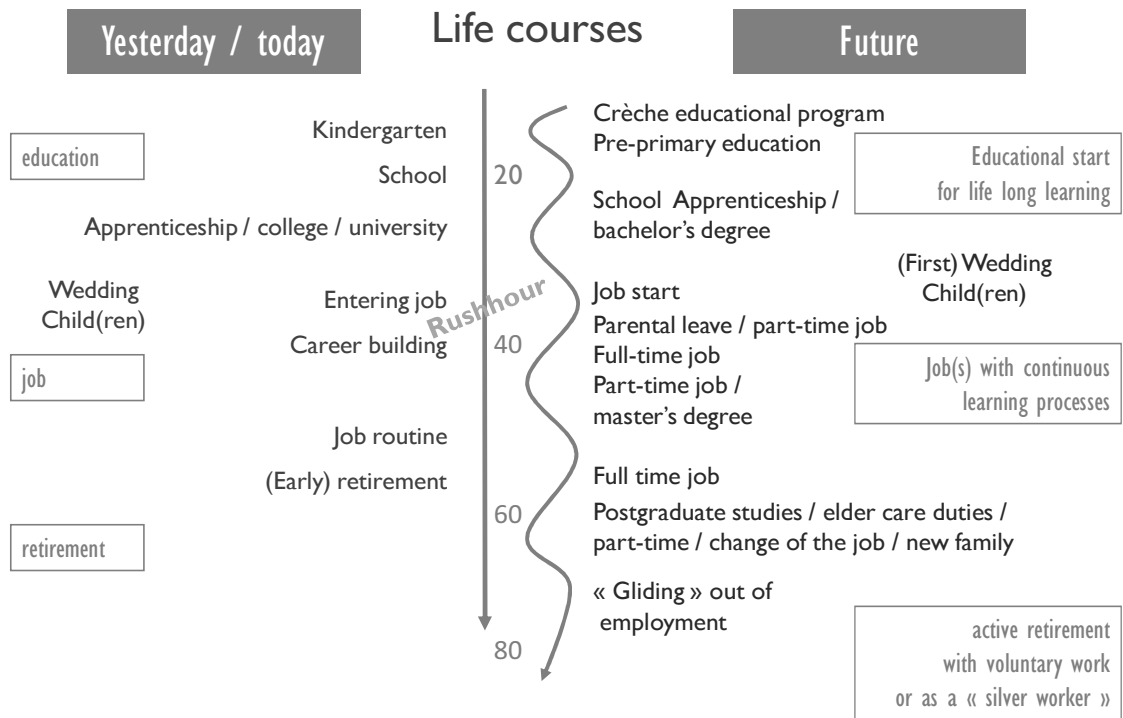 Life courses
Yesterday / today
Future
education
Kindergarten
School
Apprenticeship / college / university
Wedding
Child(ren)
Entering job
Career building
job
Job routine
(Early) retirement
retirement
20
Rushhour
40
60
80
Crèche educational program
Pre-primary education
School Apprenticeship /
bachelor's degree
Job start
Parental leave / part-time job
Full-time job
Part-time job /
master's degree
Full time job
Postgraduate studies / elder care duties /
part-time / change of the job / new family
« Gliding » out of
employment
Educational start
for life long learning
(First) Wedding
Child(ren)
Job(s) with continuous
learning processes
active retirement
with voluntary work
or as a « silver worker »